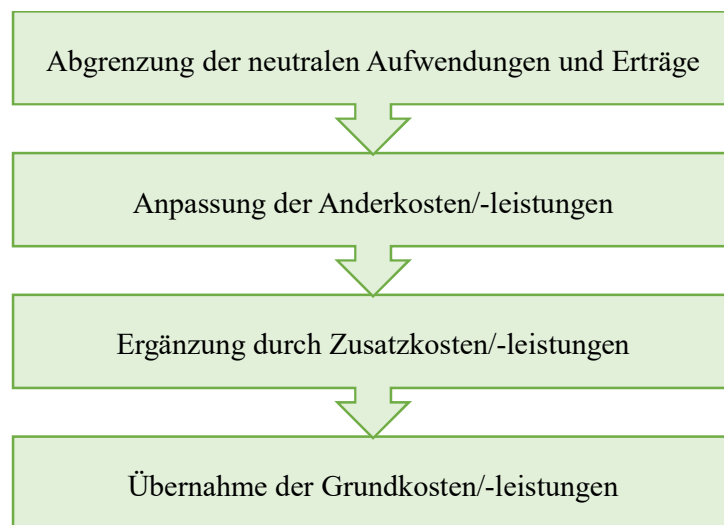 Abgrenzung der neutralen Aufwendungen und Erträge
Anpassung der Anderkosten/-leistungen
Ergänzung durch Zusatzkosten/-leistungen
Übernahme der Grundkosten/-leistungen